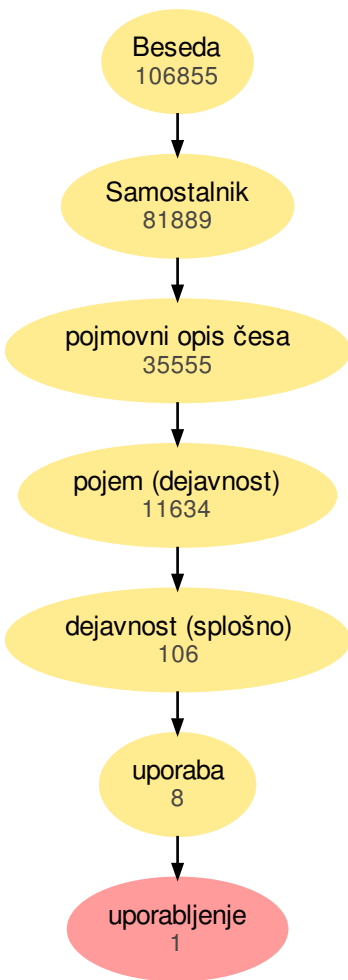 Beseda
106855
Samostalnik
81889
pojmovni opis česa
35555
pojem (dejavnost)
11634
dejavnost (splošno)
106
uporaba
8
uporabljenje
1